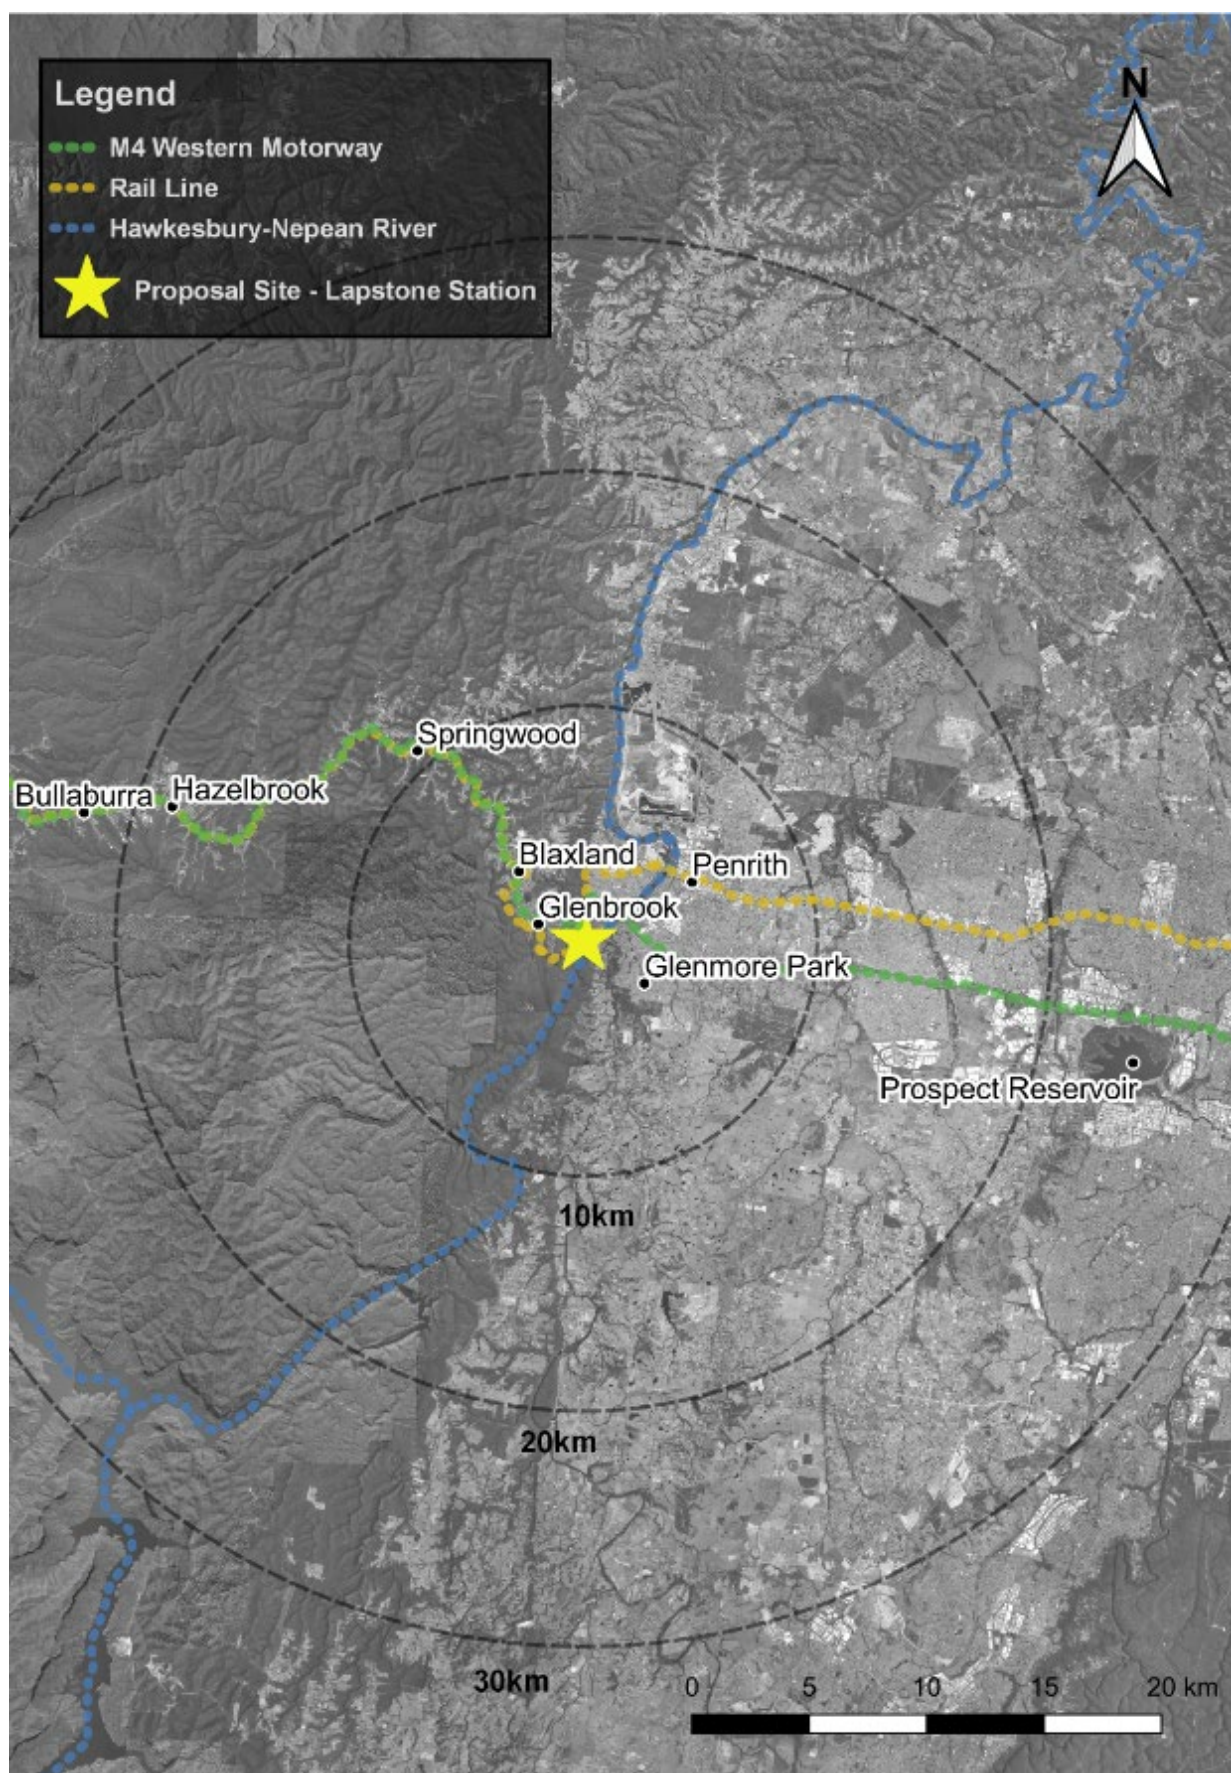 Legend
M4 Western Motorway
Rail Line
Hawkesbury-Nepean River
Proposal Site - Lapstone Station
N
Springwood
Bullaburra
Hazelbrook
Blaxland
Penrith
Glenbrook
Glenmore Park
Prospect Reservoir
10km
20km
30km
0 5 10 15 20 km